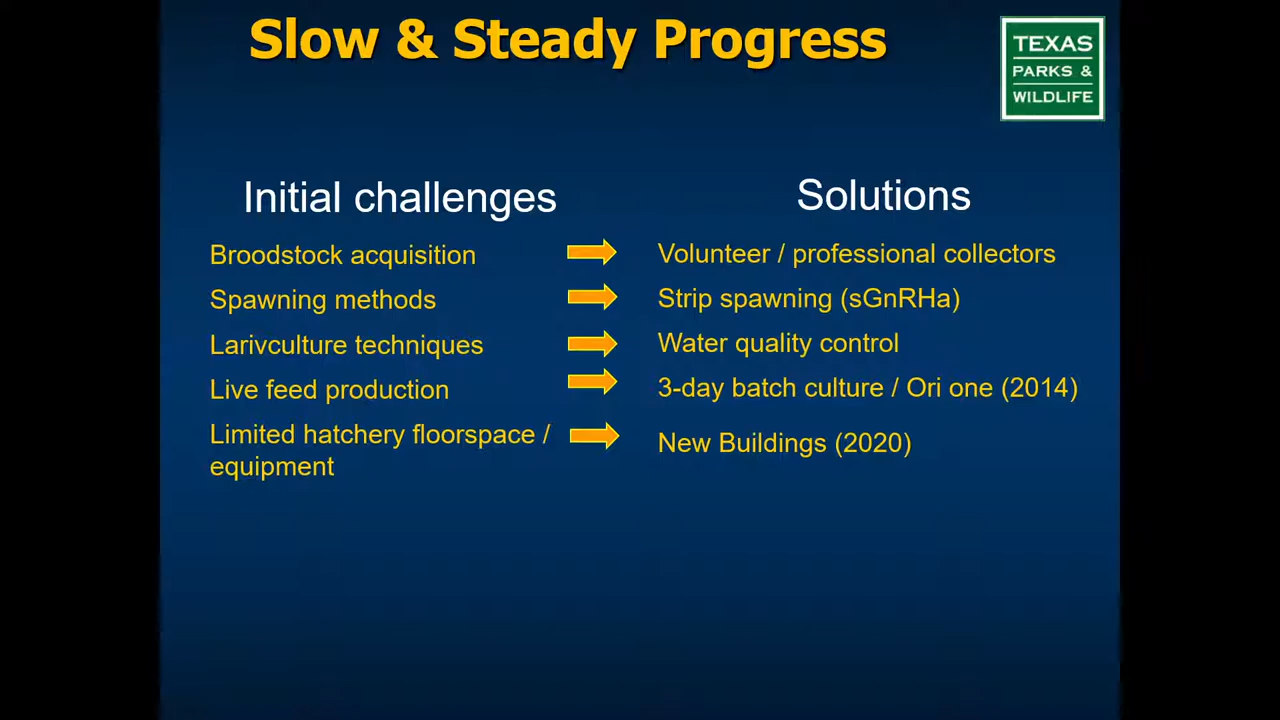 Slow & Steady Progress
TEXAS
PARKS &
WILDLIFE
Initial challenges
Solutions
Broodstock acquisition
Volunteer / professional collectors
Spawning methods
Strip spawning (sGnRHa)
Larivculture techniques
Water quality control
Live feed production
3-day batch culture / Ori one (2014)
Limited hatchery floorspace /
equipment
New Buildings (2020)